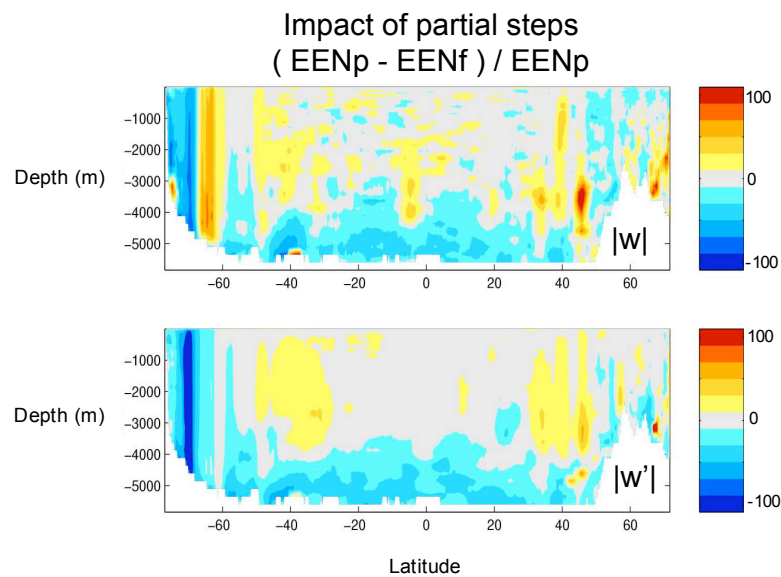 Impact of partial steps
( EENp - EENf ) / EENp
Depth (m)
−1000
−2000
−3000
−4000
−5000
|w|
−60 −40 −20 0 20 40 60
100
0
-100
Depth (m)
−1000
−2000
−3000
−4000
−5000
|w'|
−60 −40 −20 0 20 40 60
100
0
-100
Latitude